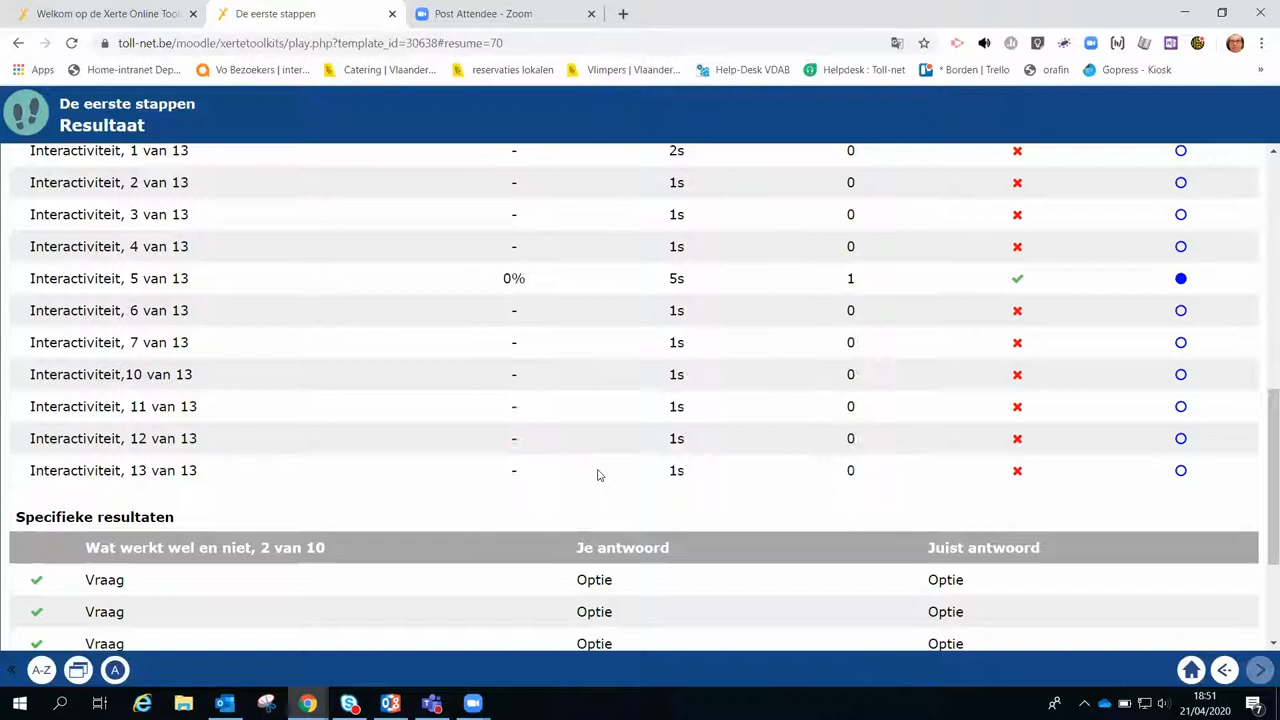 Welkom op de Xerte Online Tool
De eerste stappen
Post Attendee - Zoom
toll-net.be/moodle/xertetoolkits/play.php?template_id=30638#resume=70
Apps
Home-intranet Dep...
Vo Bezoekers | inter...
Catering | Vlaander...
reservaties lokalen
Vlimpers | Vlaander...
Help-Desk VDAB
Helpdesk : Toll-net
* Borden | Trello
orafin
Gopress - Kiosk
»
De eerste stappen
Resultaat
Interactiviteit, 1 van 13 - 2s 0
Interactiviteit, 2 van 13 - 1s 0
Interactiviteit, 3 van 13 - 1s 0
Interactiviteit, 4 van 13 - 1s 0
Interactiviteit, 5 van 13 0% 5s 1
Interactiviteit, 6 van 13 - 1s 0
Interactiviteit, 7 van 13 - 1s 0
Interactiviteit,10 van 13 - 1s 0
Interactiviteit, 11 van 13 - 1s 0
Interactiviteit, 12 van 13 - 1s 0
Interactiviteit, 13 van 13 - 1s 0
Specifieke resultaten
Wat werkt wel en niet, 2 van 10 Je antwoord Juist antwoord
Vraag Optie Optie
Vraag Optie Optie
Vraag Optie Optie
«
A-Z
A
18:51
21/04/2020
7